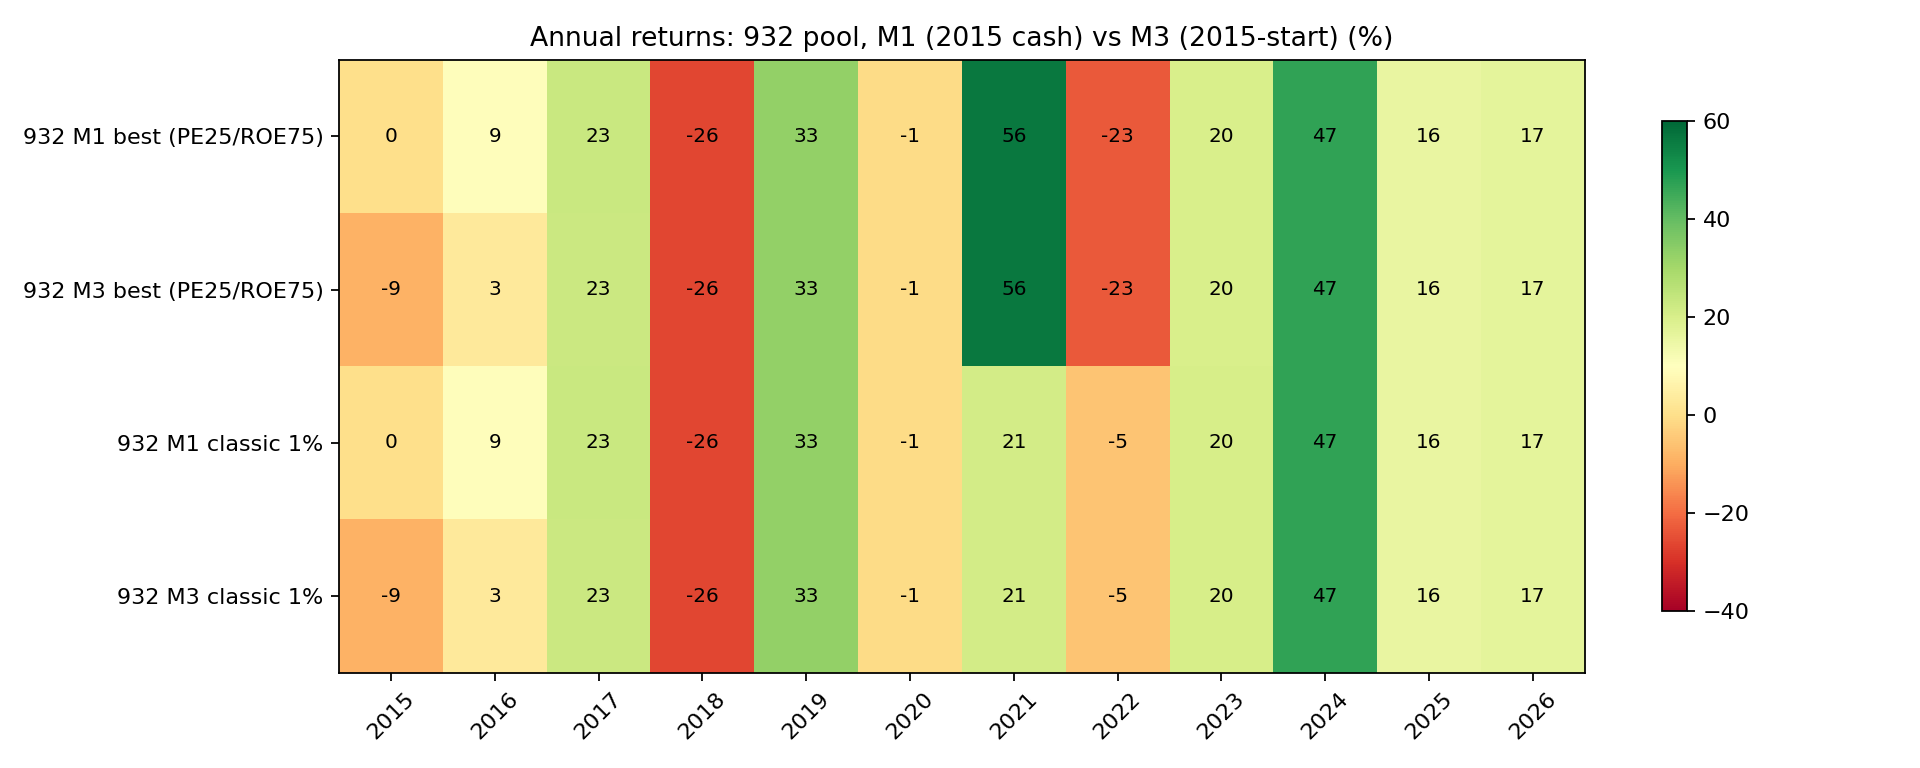 Annual returns: 932 pool, M1 (2015 cash) vs M3 (2015-start) (%)
932 M1 best (PE25/ROE75) 0 9 23 -26 33 -1 56 -23 20 47 16 17
932 M3 best (PE25/ROE75) -9 3 23 -26 33 -1 56 -23 20 47 16 17
932 M1 classic 1% 0 9 23 -26 33 -1 21 -5 20 47 16 17
932 M3 classic 1% -9 3 23 -26 33 -1 21 -5 20 47 16 17
2015 2016 2017 2018 2019 2020 2021 2022 2023 2024 2025 2026
60
40
20
0
−20
−40